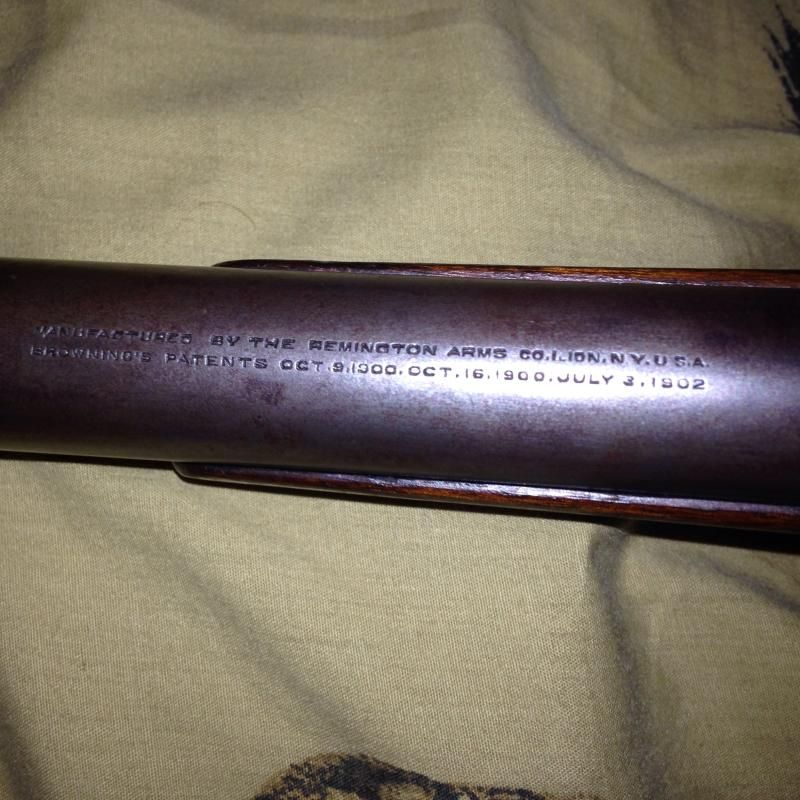 MANUFACTURED BY THE REMINGTON ARMS CO. ILION, N.Y. U.S.A.
BROWNING'S PATENTS OCT. 9, 1900. OCT. 16, 1900. JULY 3, 1902